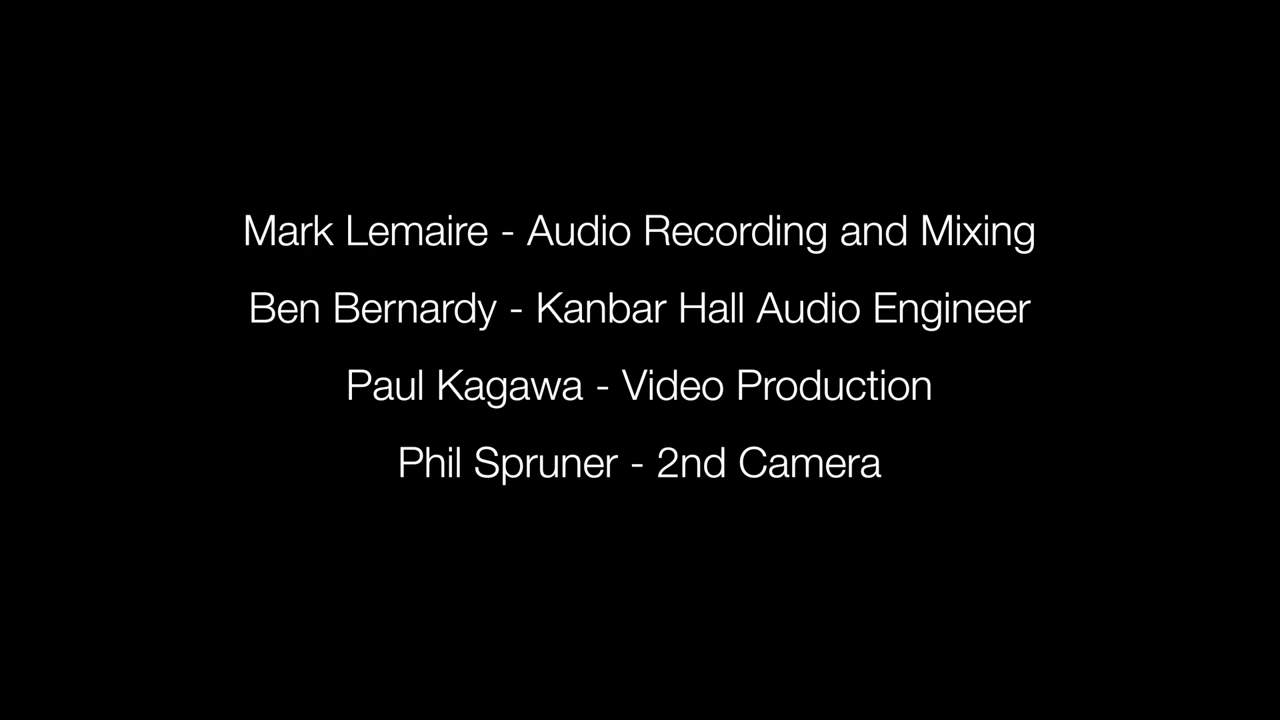 Mark Lemaire - Audio Recording and Mixing
Ben Bernardy - Kanbar Hall Audio Engineer
Paul Kagawa - Video Production
Phil Spruner - 2nd Camera